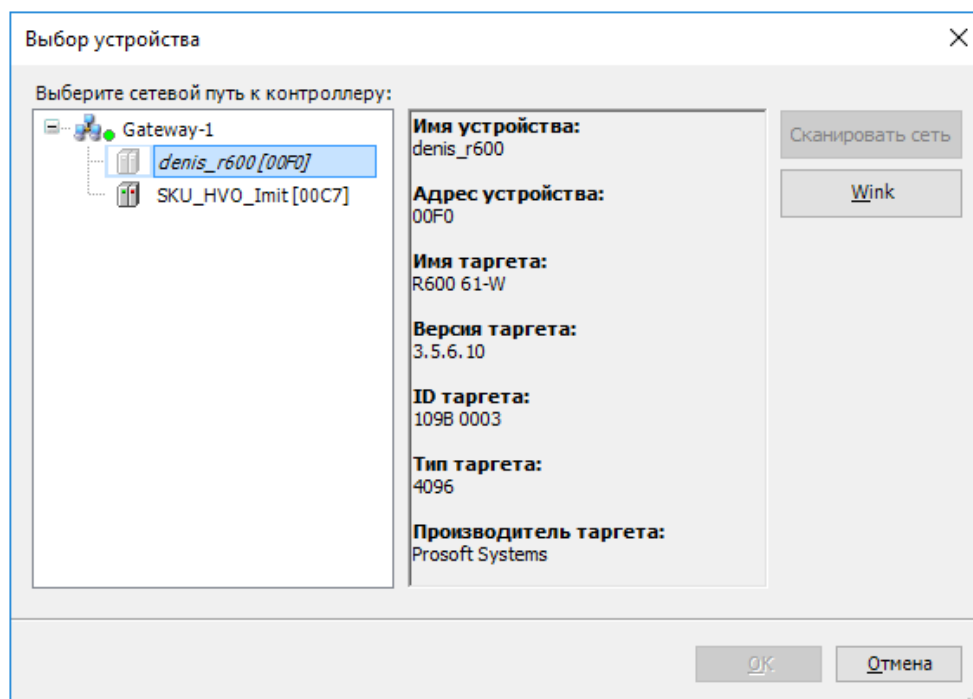 Выбор устройства
Выберите сетевой путь к контроллеру:
Gateway-1
denis_r600 [00F0]
SKU_HVO_Imit [00C7]
Имя устройства:
denis_r600
Адрес устройства:
00F0
Имя таргета:
R600 61-W
Версия таргета:
3.5.6.10
ID таргета:
109B 0003
Тип таргета:
4096
Производитель таргета:
Prosoft Systems
Сканировать сеть
Wink
OK
Отмена